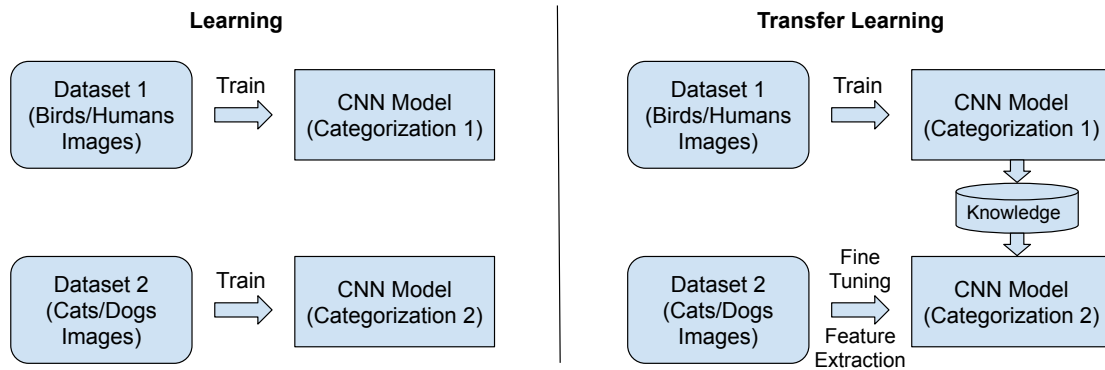 Learning
Dataset 1
(Birds/Humans
Images)
Train
CNN Model
(Categorization 1)
Dataset 2
(Cats/Dogs
Images)
Train
CNN Model
(Categorization 2)
Transfer Learning
Dataset 1
(Birds/Humans
Images)
Train
CNN Model
(Categorization 1)
Knowledge
Dataset 2
(Cats/Dogs
Images)
Fine
Tuning
Feature
Extraction
CNN Model
(Categorization 2)